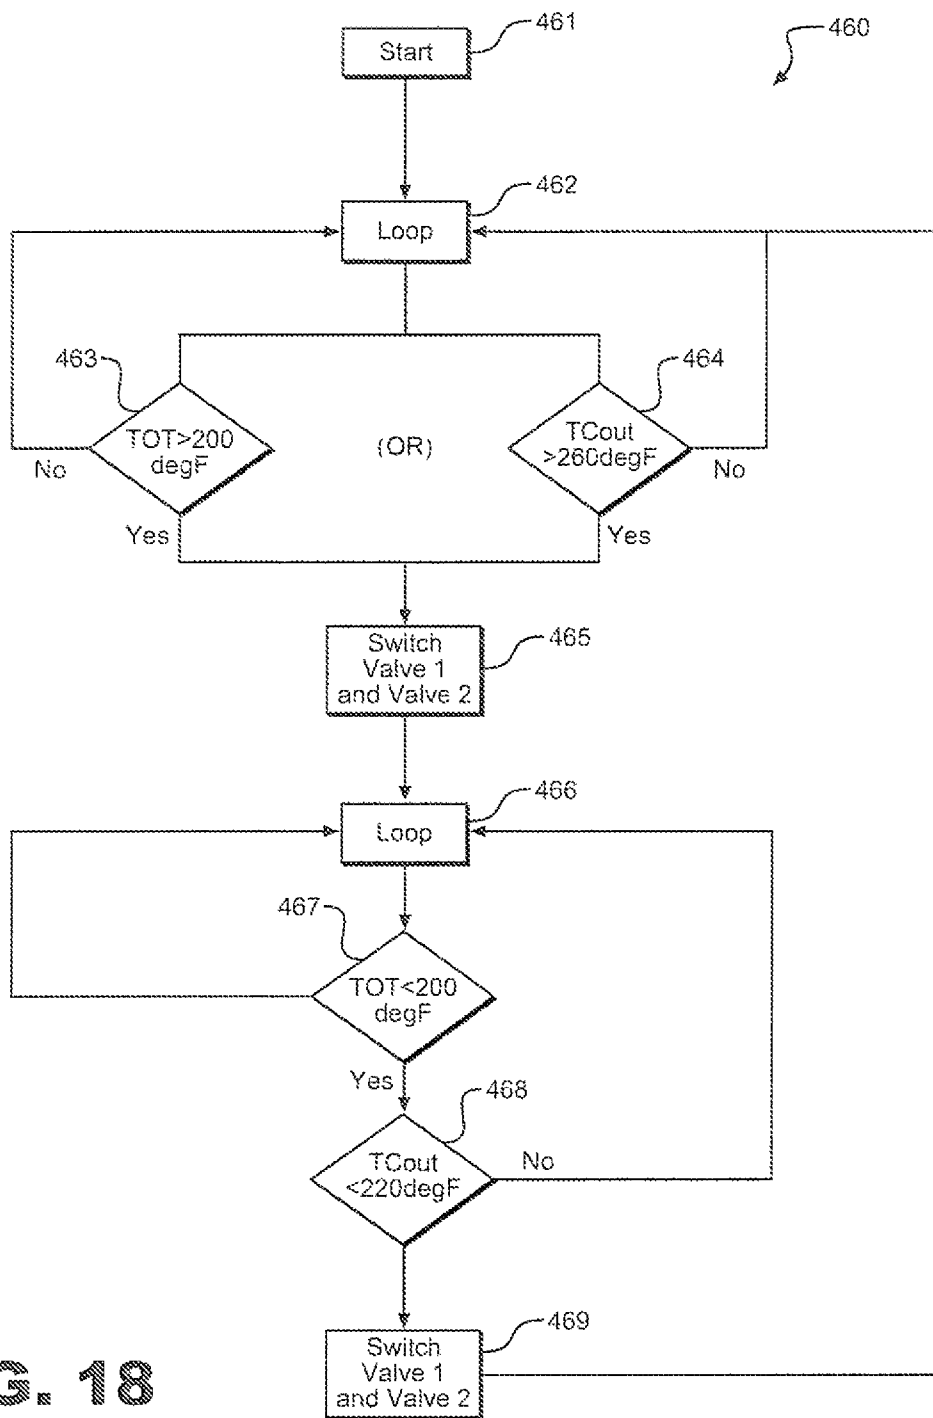 461
460
Start
462
Loop
463
464
TOT>200
degF
(OR)
TCout
>260degF
No
No
Yes
Yes
Switch
Valve 1
and Valve 2
465
466
Loop
467
TOT<200
degF
Yes
468
TCout
<220degF
No
469
Switch
Valve 1
and Valve 2
G. 18